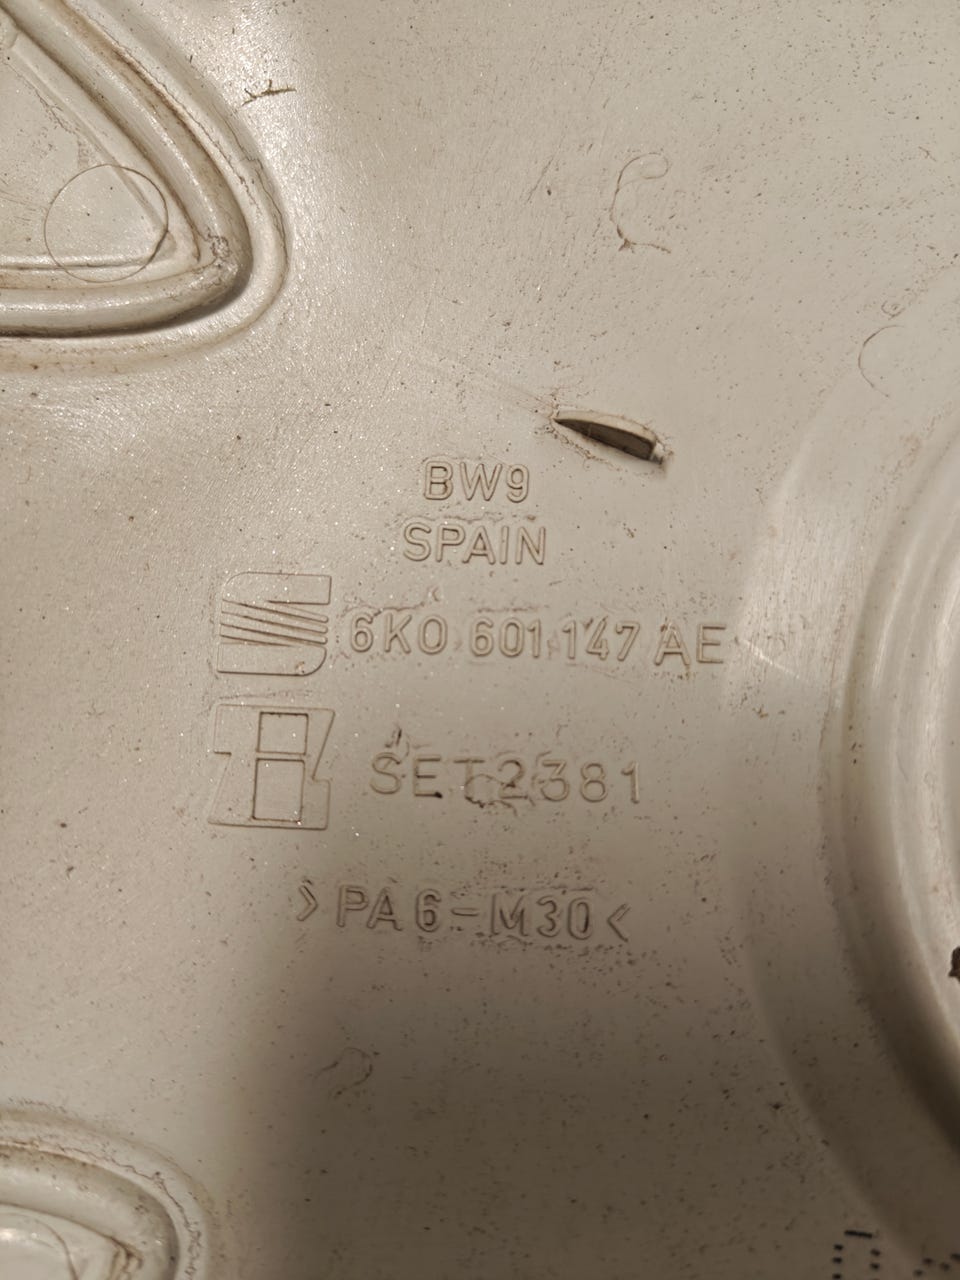 BW9
SPAIN
6K0 601 147 AE
SET2381
>PA6-M30<